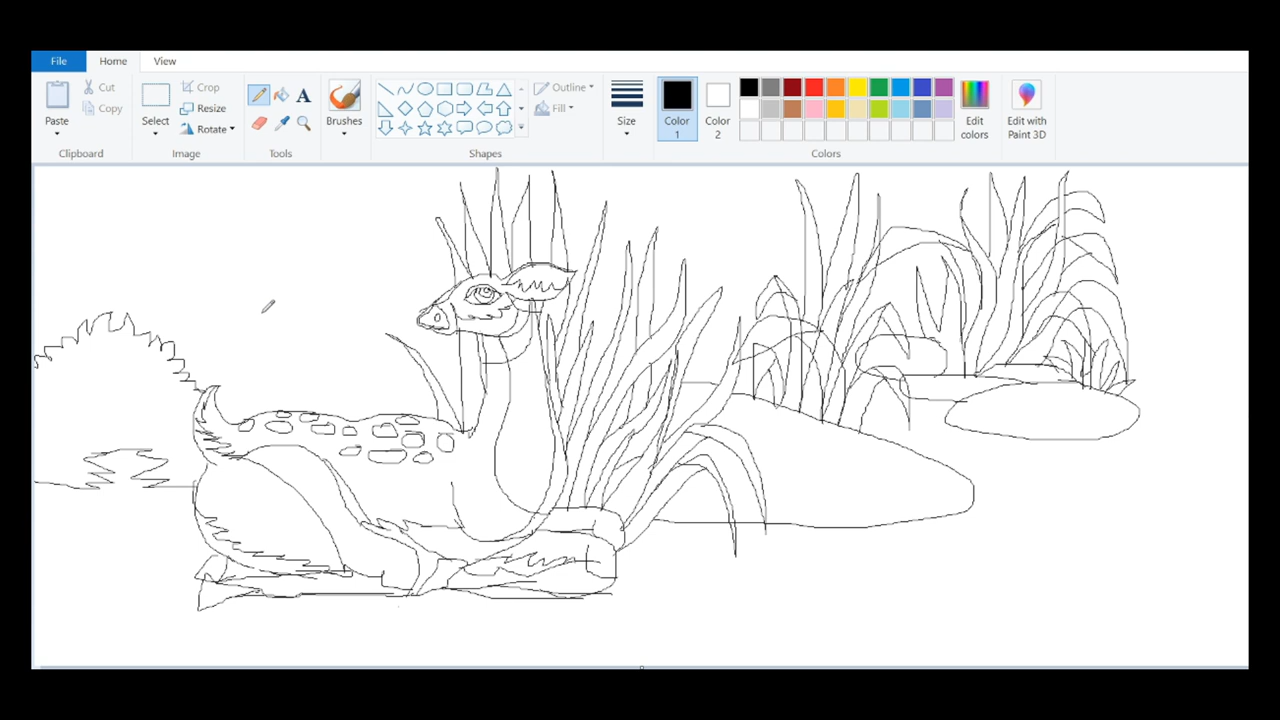 File Home View
Cut
Copy
Paste
Clipboard
Select
Crop
Resize
Rotate
Image
A
Tools
Brushes
Outline
Fill
Shapes
Size
Color
1
Color
2
Edit
colors
Edit with
Paint 3D
Colors